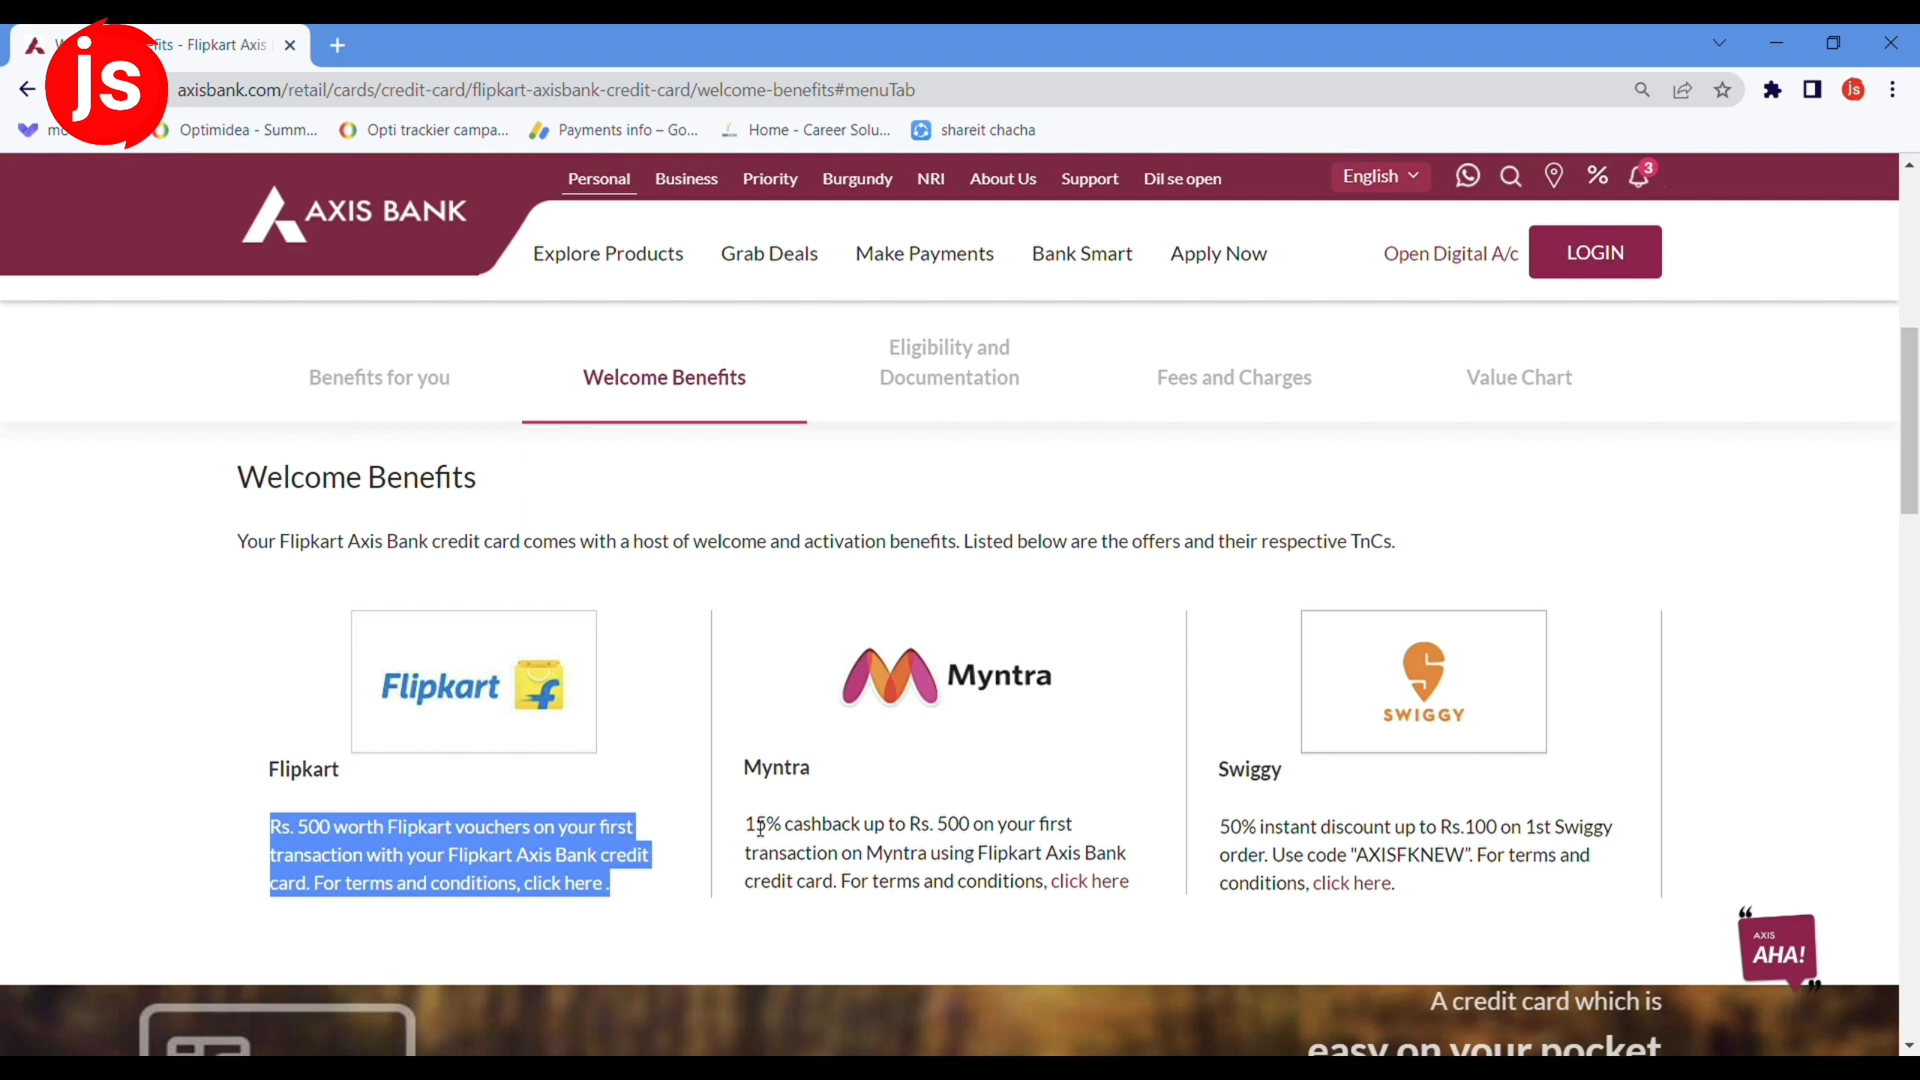 js
fits - Flipkart Axis
axisbank.com/retail/cards/credit-card/flipkart-axisbank-credit-card/welcome-benefits#menuTab
js
Optimidea - Summ...
Opti trackier campa...
Payments info – Go...
Home - Career Solu...
shareit chacha
Personal Business Priority Burgundy NRI About Us Support Dil se open
English
3
AXIS BANK
Explore Products Grab Deals Make Payments Bank Smart Apply Now
Open Digital A/c
LOGIN
Benefits for you
Welcome Benefits
Eligibility and
Documentation
Fees and Charges
Value Chart
Welcome Benefits
Your Flipkart Axis Bank credit card comes with a host of welcome and activation benefits. Listed below are the offers and their respective TnCs.
Flipkart
Flipkart
Rs. 500 worth Flipkart vouchers on your first
transaction with your Flipkart Axis Bank credit
card. For terms and conditions, click here .
Myntra
Myntra
15% cashback up to Rs. 500 on your first
transaction on Myntra using Flipkart Axis Bank
credit card. For terms and conditions, click here
SWIGGY
Swiggy
50% instant discount up to Rs.100 on 1st Swiggy
order. Use code "AXISFKNEW". For terms and
conditions, click here.
AXIS
AHA!
A credit card which is
easy on your pocket